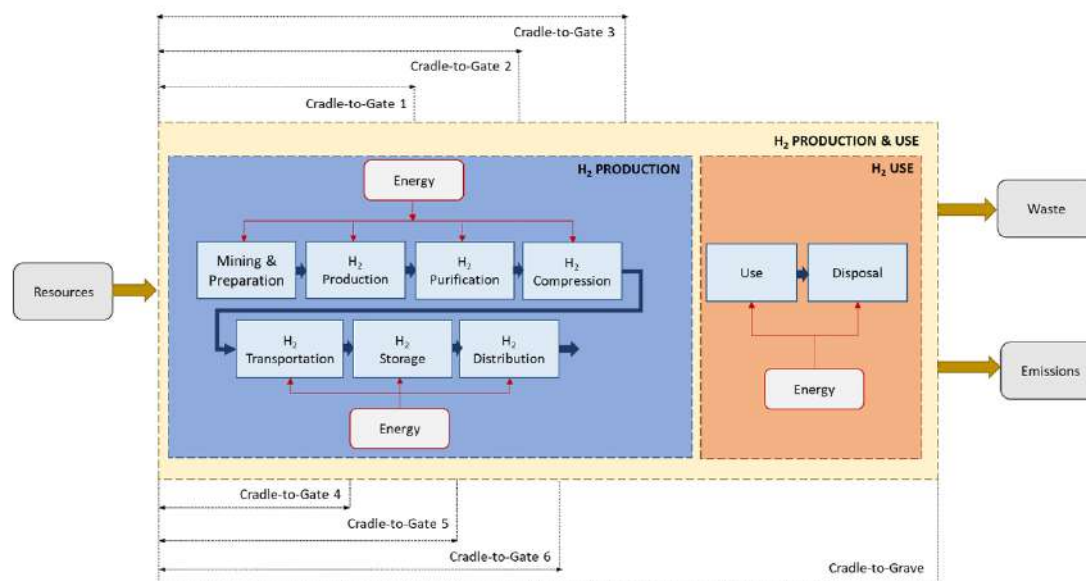 Cradle-to-Gate 3
Cradle-to-Gate 2
Cradle-to-Gate 1
H₂ PRODUCTION & USE
H₂ PRODUCTION
H₂ USE
Energy
Mining &
Preparation
H₂
Production
H₂
Purification
H₂
Compression
Use
Disposal
Resources
Waste
H₂
Transportation
H₂
Storage
H₂
Distribution
Energy
Energy
Emissions
Cradle-to-Gate 4
Cradle-to-Gate 5
Cradle-to-Gate 6
Cradle-to-Grave